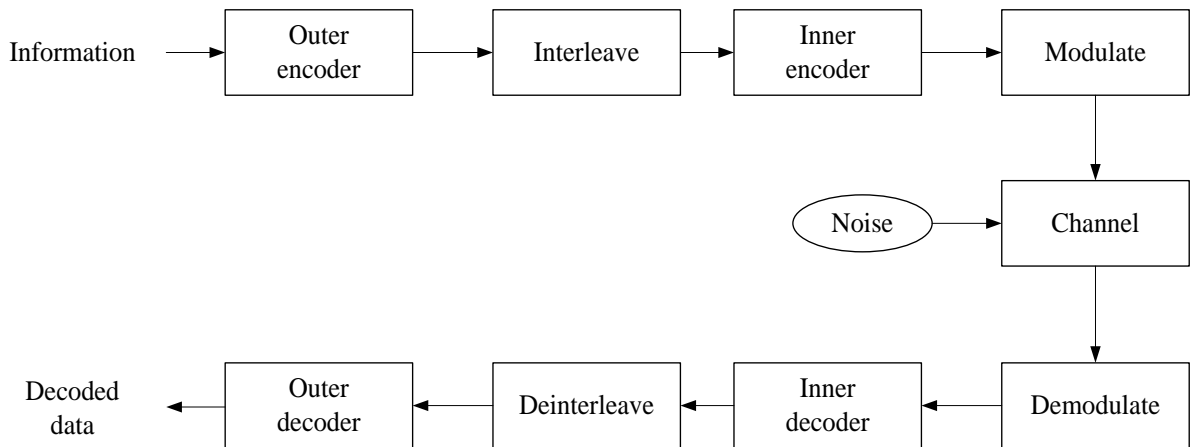 Information
Outer
encoder
Interleave
Inner
encoder
Modulate
Noise
Channel
Decoded
data
Outer
decoder
Deinterleave
Inner
decoder
Demodulate